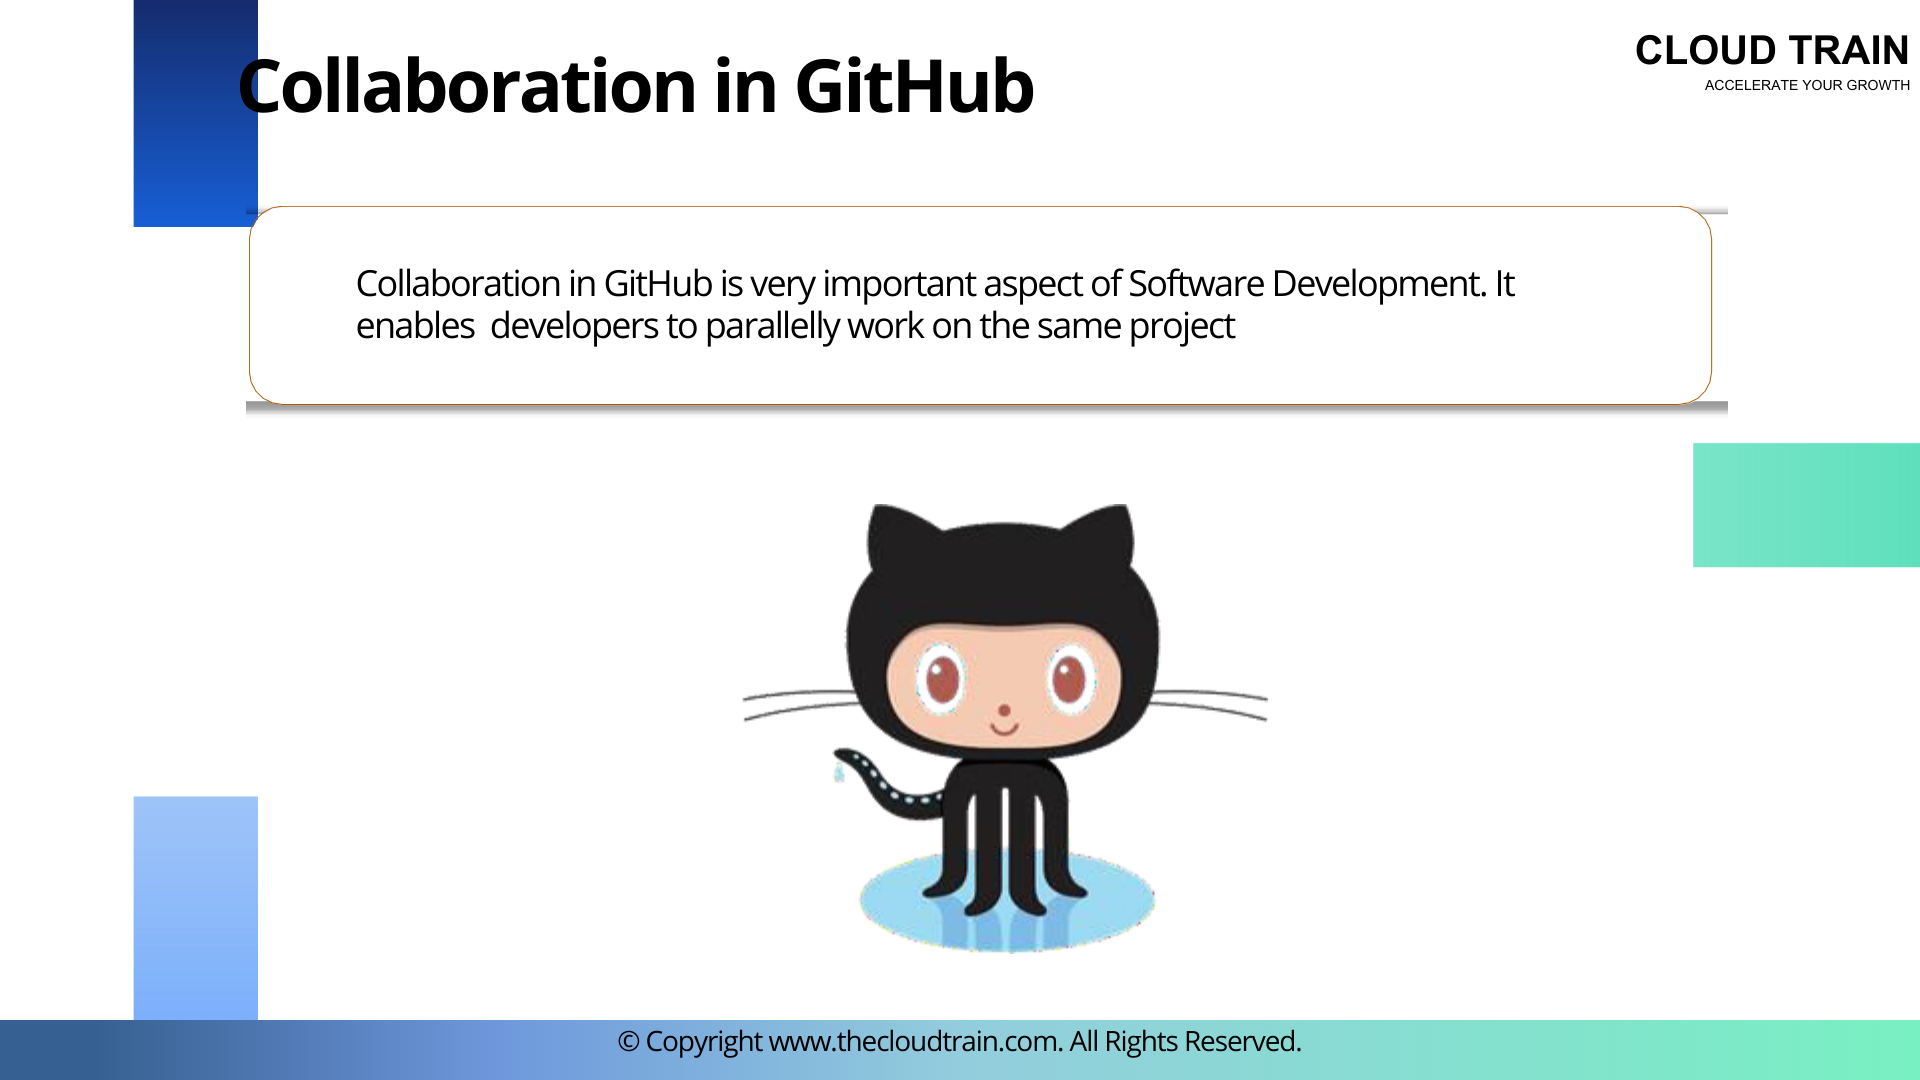 Collaboration in GitHub
CLOUD TRAIN
ACCELERATE YOUR GROWTH
Collaboration in GitHub is very important aspect of Software Development. It
enables  developers to parallelly work on the same project
© Copyright www.thecloudtrain.com. All Rights Reserved.